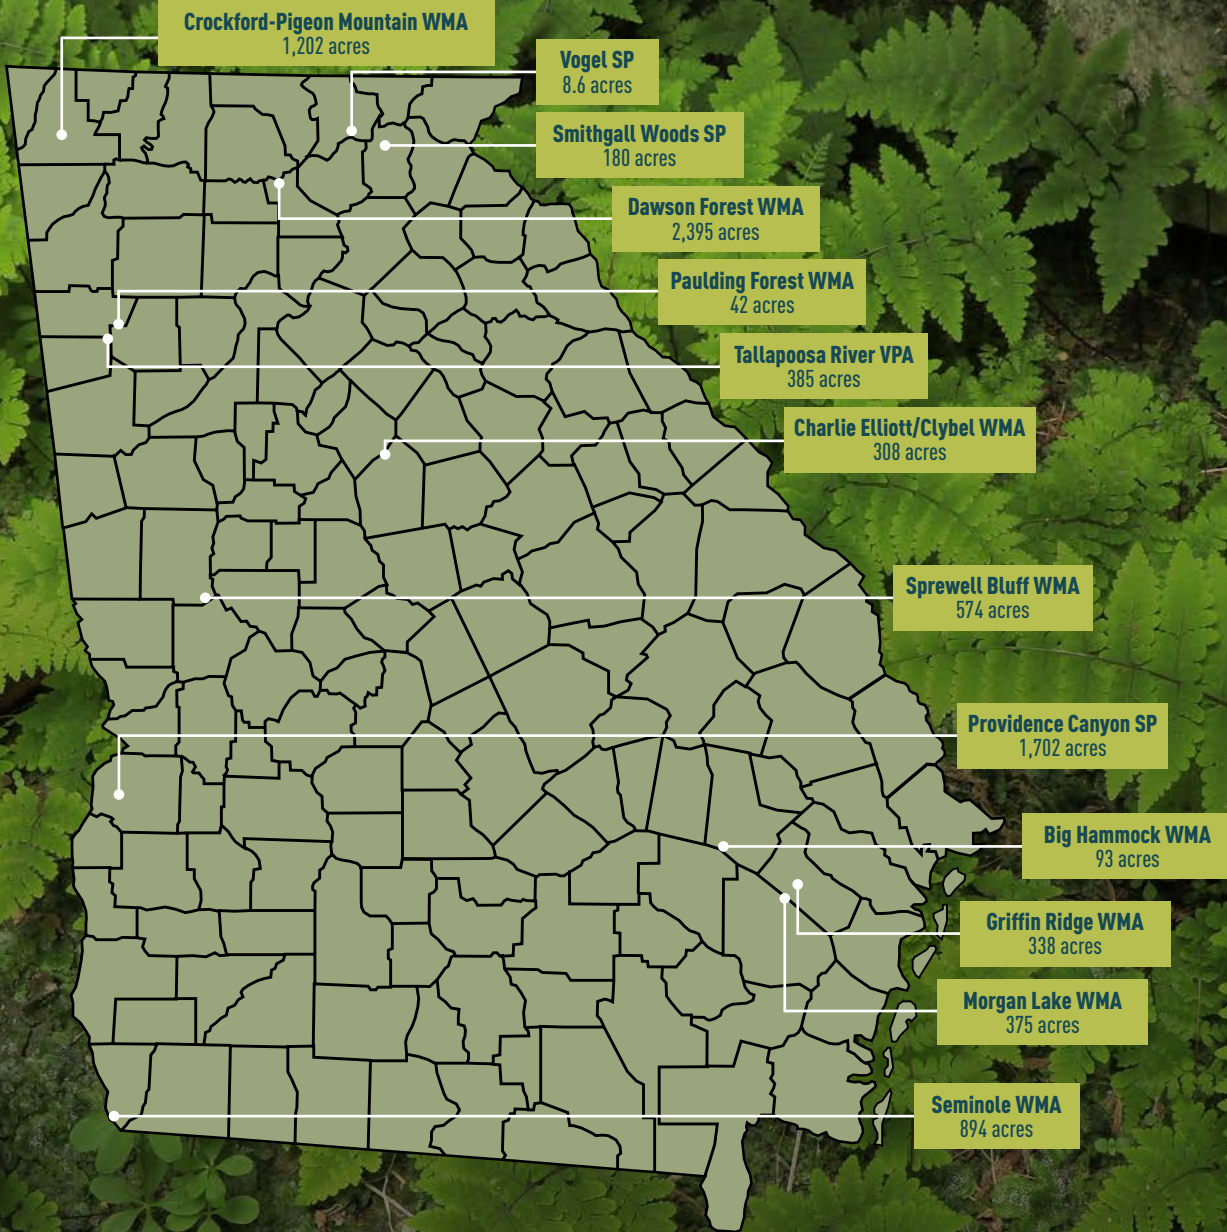 Crockford-Pigeon Mountain WMA
1,202 acres
Vogel SP
8.6 acres
Smithgall Woods SP
180 acres
Dawson Forest WMA
2,395 acres
Paulding Forest WMA
42 acres
Tallapoosa River VPA
385 acres
Charlie Elliott/Clybel WMA
308 acres
Sprewell Bluff WMA
574 acres
Providence Canyon SP
1,702 acres
Big Hammock WMA
93 acres
Griffin Ridge WMA
338 acres
Morgan Lake WMA
375 acres
Seminole WMA
894 acres